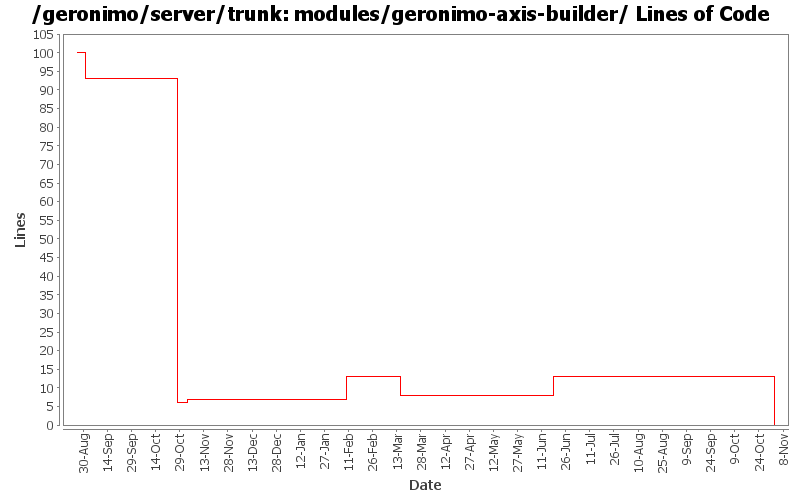 /geronimo/server/trunk: modules/geronimo-axis-builder/ Lines of Code
105
100
95
90
85
80
75
70
65
60
55
50
45
40
35
30
25
20
15
10
5
0
Lines
30-Aug
14-Sep
29-Sep
14-Oct
29-Oct
13-Nov
28-Nov
13-Dec
28-Dec
12-Jan
27-Jan
11-Feb
26-Feb
13-Mar
28-Mar
12-Apr
27-Apr
12-May
27-May
11-Jun
26-Jun
11-Jul
26-Jul
10-Aug
25-Aug
9-Sep
24-Sep
9-Oct
24-Oct
8-Nov
Date